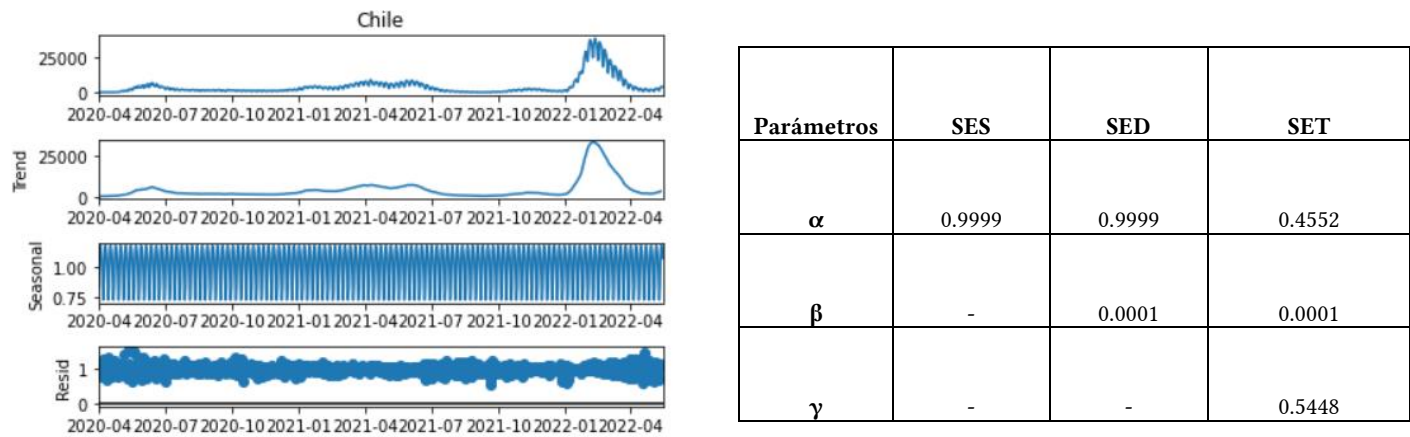 Chile
25000
0
2020-04 2020-07 2020-10 2021-01 2021-04 2021-07 2021-10 2022-01 2022-04
Trend
25000
0
2020-04 2020-07 2020-10 2021-01 2021-04 2021-07 2021-10 2022-01 2022-04
Seasonal
1.00
0.75
2020-04 2020-07 2020-10 2021-01 2021-04 2021-07 2021-10 2022-01 2022-04
Resid
1
0
2020-04 2020-07 2020-10 2021-01 2021-04 2021-07 2021-10 2022-01 2022-04
Parámetros SES SED SET
α 0.9999 0.9999 0.4552
β - 0.0001 0.0001
γ - - 0.5448